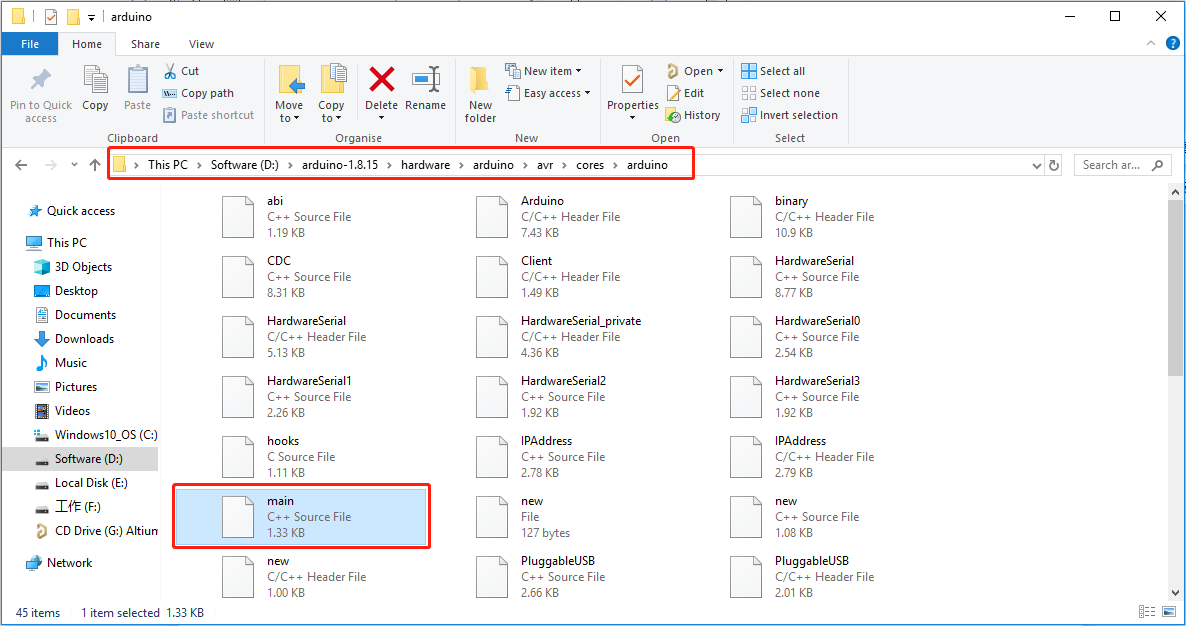 arduino
File Home Share View
Pin to Quick access
Copy
Paste
Cut
Copy path
Paste shortcut
Clipboard
Move to
Copy to
Delete
Rename
Organise
New folder
New item
Easy access
New
Properties
Open
Edit
History
Open
Select all
Select none
Invert selection
Select
This PC > Software (D:) > arduino-1.8.15 > hardware > arduino > avr > cores > arduino
Search ar...
Quick access
This PC
3D Objects
Desktop
Documents
Downloads
Music
Pictures
Videos
Windows10_OS (C:)
Software (D:)
Local Disk (E:)
工作 (F:)
CD Drive (G:) Altium
Network
abi
C++ Source File
1.19 KB
Arduino
C/C++ Header File
7.43 KB
binary
C/C++ Header File
10.9 KB
CDC
C++ Source File
8.31 KB
Client
C/C++ Header File
1.49 KB
HardwareSerial
C++ Source File
8.77 KB
HardwareSerial
C/C++ Header File
5.13 KB
HardwareSerial_private
C/C++ Header File
4.36 KB
HardwareSerial0
C++ Source File
2.54 KB
HardwareSerial1
C++ Source File
2.26 KB
HardwareSerial2
C++ Source File
1.92 KB
HardwareSerial3
C++ Source File
1.92 KB
hooks
C Source File
1.11 KB
IPAddress
C++ Source File
2.78 KB
IPAddress
C/C++ Header File
2.79 KB
main
C++ Source File
1.33 KB
new
File
127 bytes
new
C++ Source File
1.08 KB
new
C/C++ Header File
1.00 KB
PluggableUSB
C++ Source File
2.66 KB
PluggableUSB
C/C++ Header File
2.01 KB
45 items 1 item selected 1.33 KB